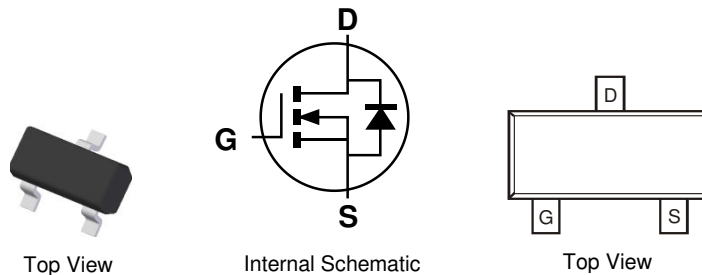 D
G
S
D
G S
Top View
Internal Schematic
Top View